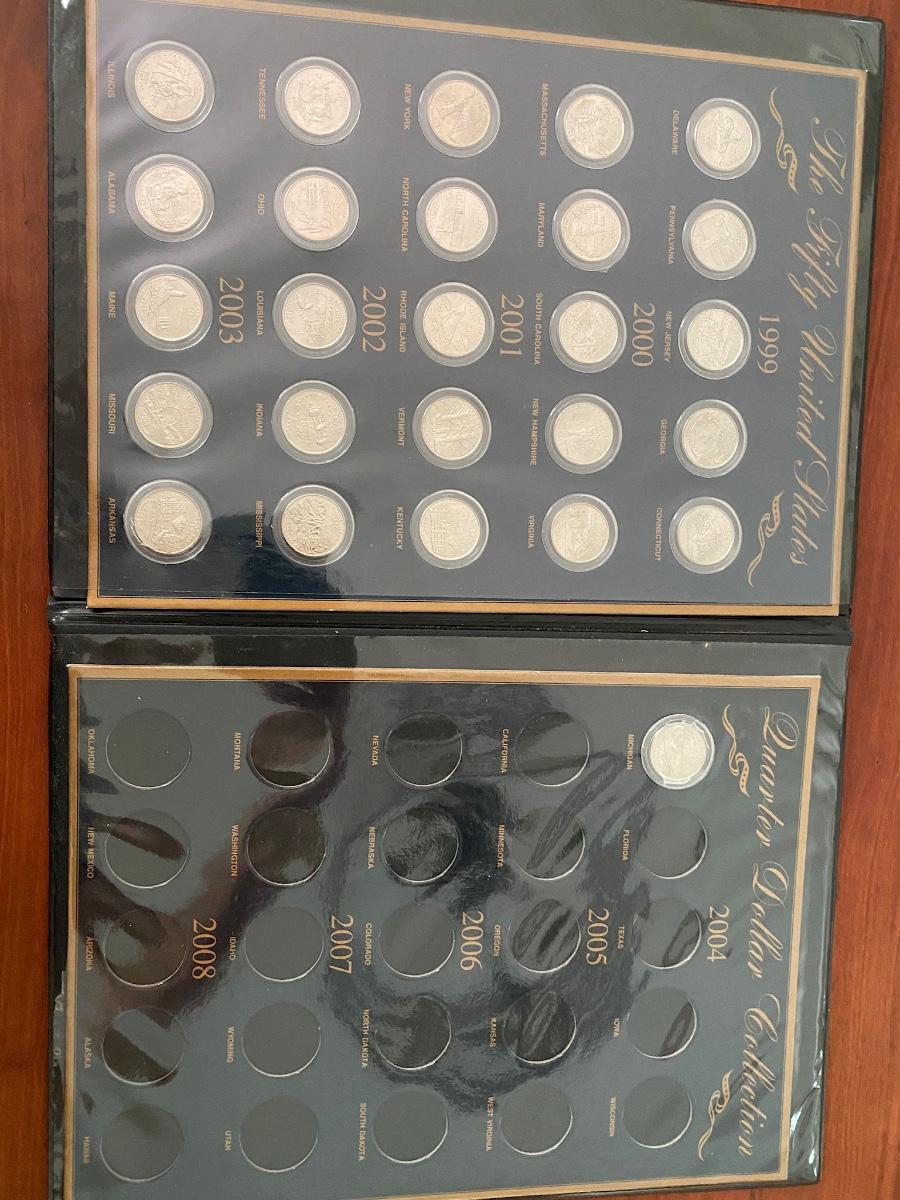 The Fifty United States
1999
DELAWARE PENNSYLVANIA NEW JERSEY GEORGIA CONNECTICUT
2000
MASSACHUSETTS MARYLAND SOUTH CAROLINA NEW HAMPSHIRE VIRGINIA
2001
NEW YORK NORTH CAROLINA RHODE ISLAND VERMONT KENTUCKY
2002
TENNESSEE OHIO LOUISIANA INDIANA MISSISSIPPI
2003
ILLINOIS ALABAMA MAINE MISSOURI ARKANSAS
Quarter Dollar Collection
2004
MICHIGAN FLORIDA TEXAS IOWA WISCONSIN
2005
CALIFORNIA MINNESOTA OREGON KANSAS WEST VIRGINIA
2006
NEVADA NEBRASKA COLORADO NORTH DAKOTA SOUTH DAKOTA
2007
MONTANA WASHINGTON IDAHO WYOMING UTAH
2008
OKLAHOMA NEW MEXICO ARIZONA ALASKA HAWAII